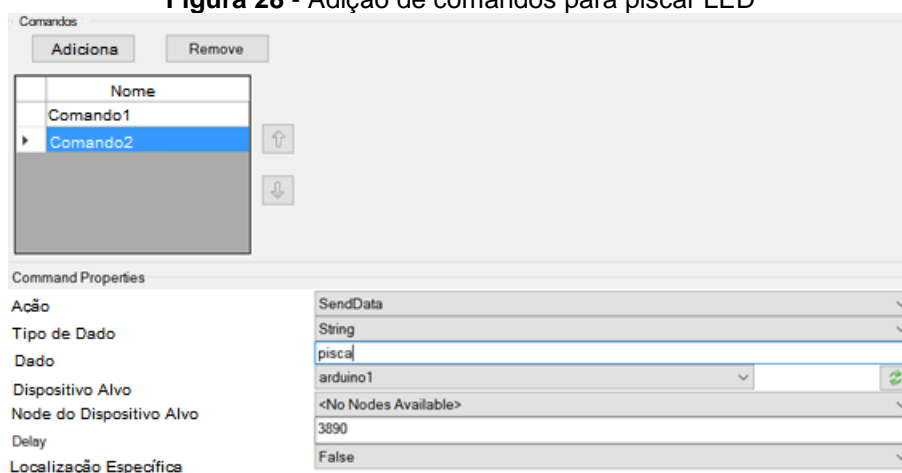 Figura 28 - Adição de comandos para piscar LED
Comandos
Adiciona Remove
Nome
Comando1
Comando2
Command Properties
Ação SendData
Tipo de Dado String
Dado pisca
Dispositivo Alvo arduino1
Node do Dispositivo Alvo <No Nodes Available>
Delay 3890
Localização Específica False